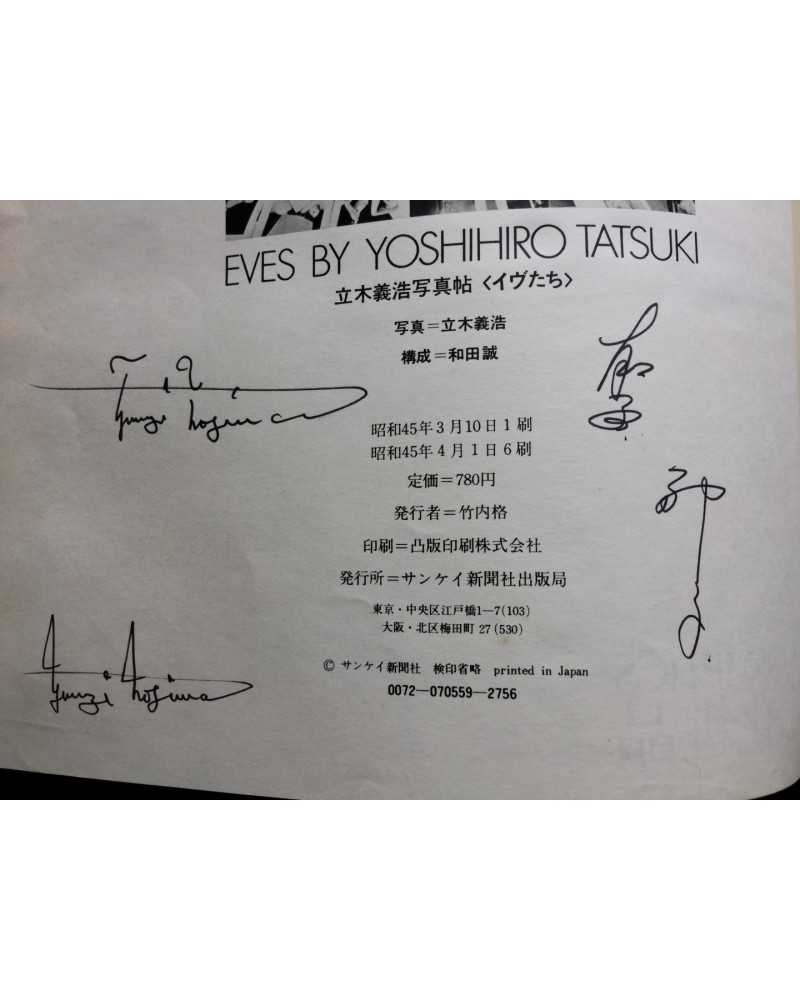 EVES BY YOSHIHIRO TATSUKI
立木義浩写真帖〈イヴたち〉
写真＝立木義浩
構成＝和田誠
昭和45年3月10日1刷
昭和45年4月1日6刷
定価＝780円
発行者＝竹内格
印刷＝凸版印刷株式会社
発行所＝サンケイ新聞社出版局
東京・中央区江戸橋1―7(103)
大阪・北区梅田町27(530)
© サンケイ新聞社 検印省略 printed in Japan
0072―070559―2756